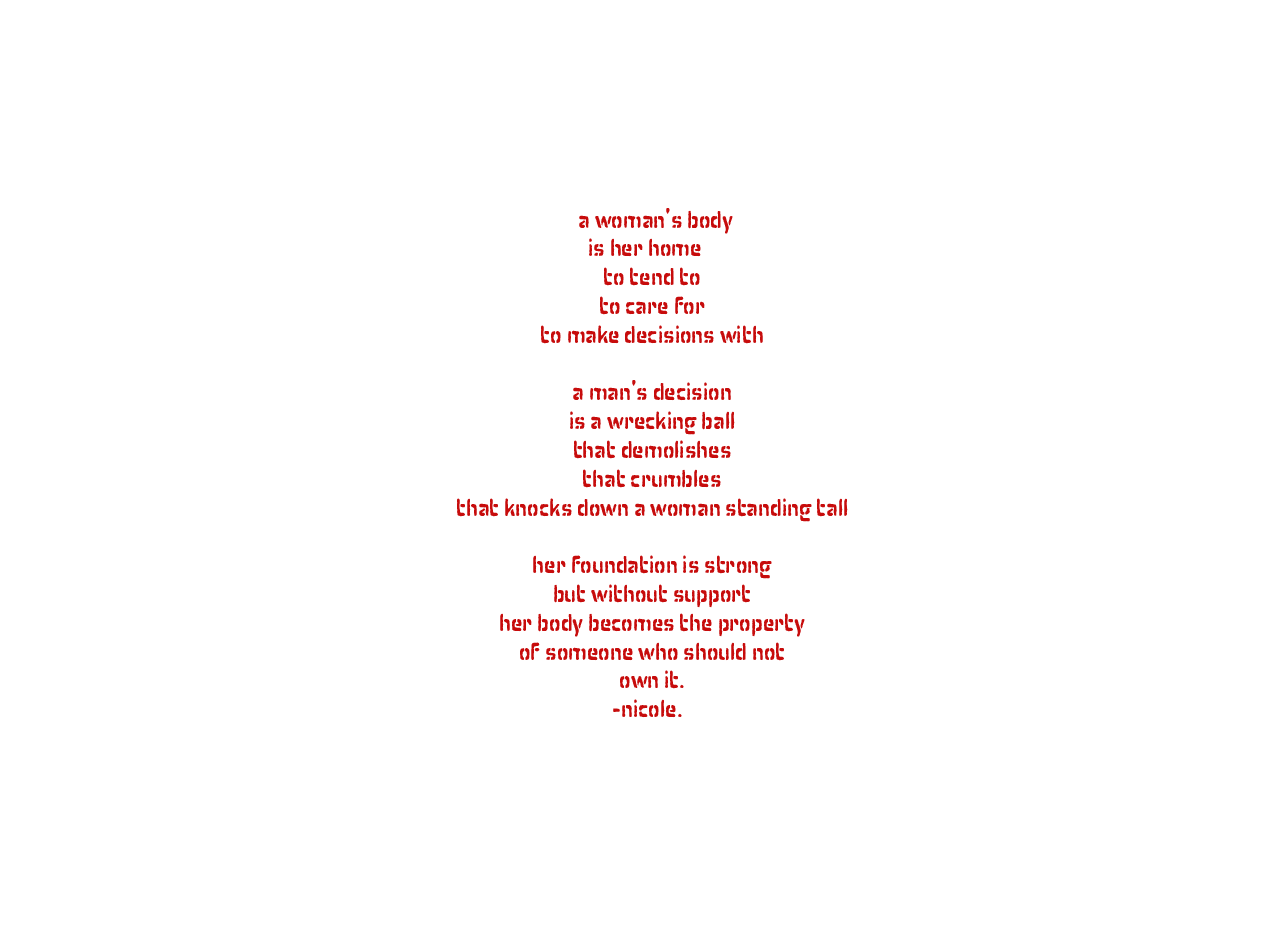 a woman's body
is her home
to tend to
to care for
to make decisions with

a man's decision
is a wrecking ball
that demolishes
that crumbles
that knocks down a woman standing tall

her foundation is strong
but without support
her body becomes the property
of someone who should not
own it.
-nicole.